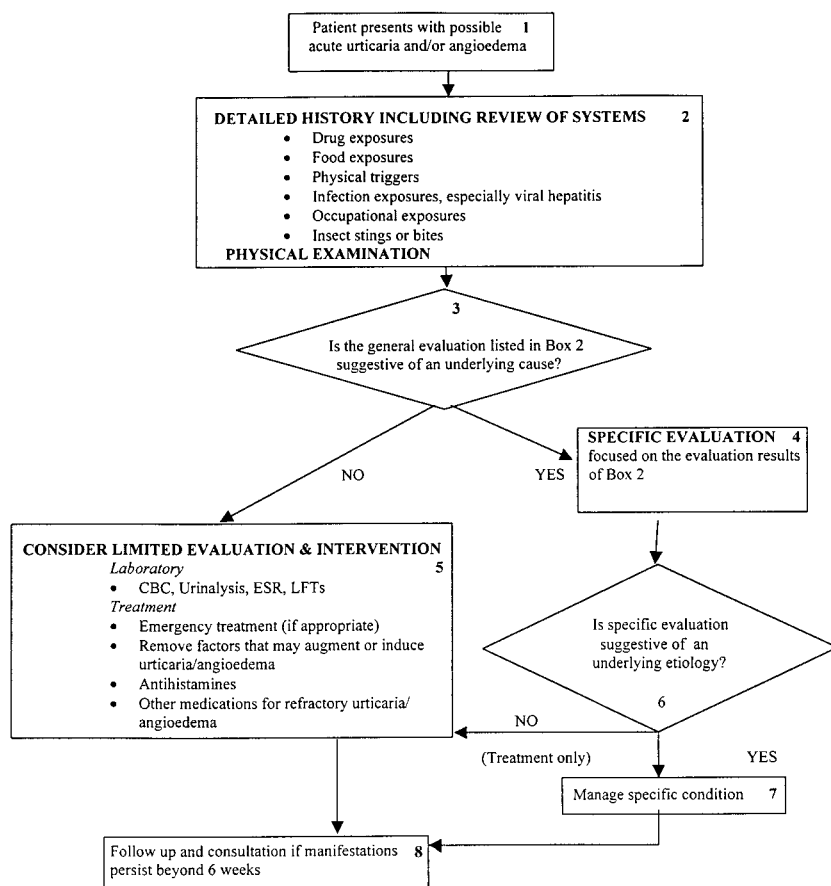 Patient presents with possible 1
acute urticaria and/or angioedema
DETAILED HISTORY INCLUDING REVIEW OF SYSTEMS 2
• Drug exposures
• Food exposures
• Physical triggers
• Infection exposures, especially viral hepatitis
• Occupational exposures
• Insect stings or bites
PHYSICAL EXAMINATION
3
Is the general evaluation listed in Box 2
suggestive of an underlying cause?
NO
YES
SPECIFIC EVALUATION 4
focused on the evaluation results
of Box 2
CONSIDER LIMITED EVALUATION & INTERVENTION
Laboratory 5
• CBC, Urinalysis, ESR, LFTs
Treatment
• Emergency treatment (if appropriate)
• Remove factors that may augment or induce
urticaria/angioedema
• Antihistamines
• Other medications for refractory urticaria/
angioedema
Is specific evaluation
suggestive of an
underlying etiology?
6
NO
(Treatment only)
YES
Manage specific condition 7
Follow up and consultation if manifestations 8
persist beyond 6 weeks